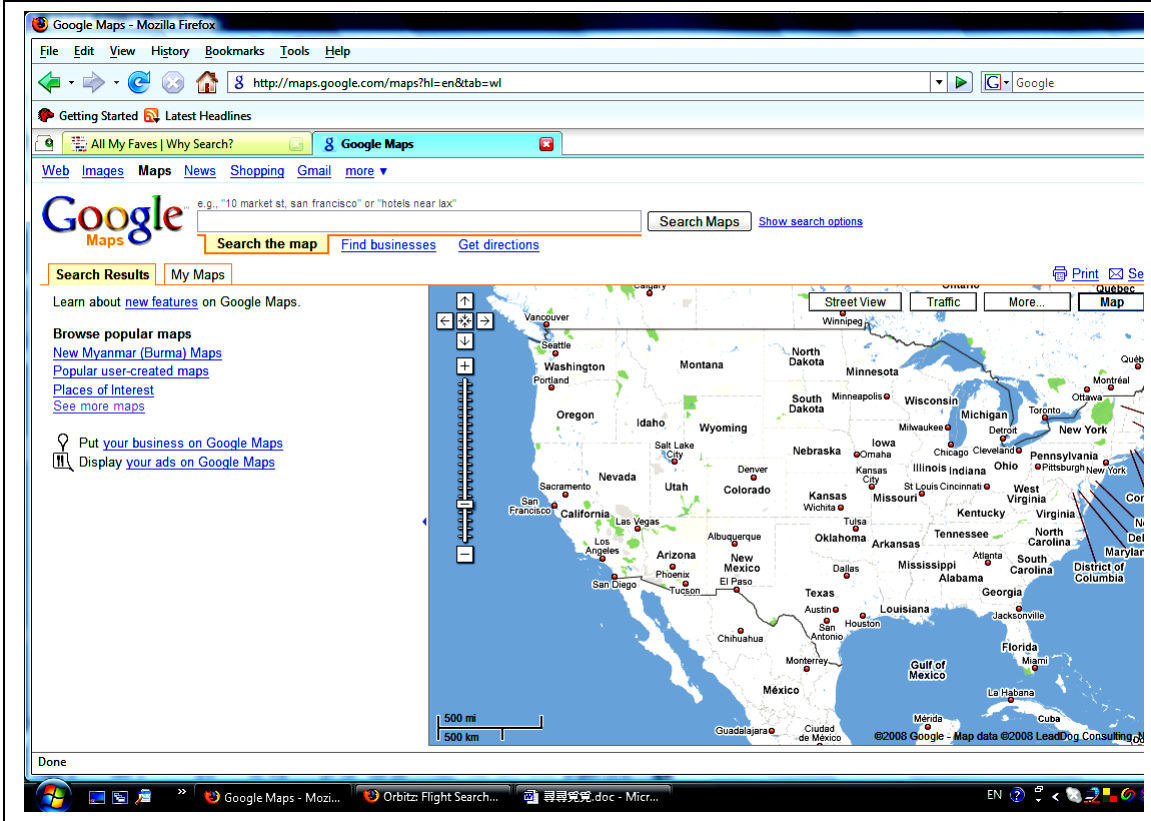 Google Maps - Mozilla Firefox
File Edit View History Bookmarks Tools Help
http://maps.google.com/maps?hl=en&tab=wl
Google
Getting Started Latest Headlines
All My Faves | Why Search?
Google Maps
Web Images Maps News Shopping Gmail more ▼
Google Maps
e.g., "10 market st, san francisco" or "hotels near lax"
Search Maps Show search options
Search the map Find businesses Get directions
Search Results My Maps
Print Se
Learn about new features on Google Maps.
Browse popular maps
New Myanmar (Burma) Maps
Popular user-created maps
Places of Interest
See more maps
Put your business on Google Maps
Display your ads on Google Maps
Street View Traffic More... Map
Calgary
Ontario
Québec
Vancouver
Winnipeg
Seattle
Washington
Montana
North Dakota
Minnesota
Portland
Montréal
Ottawa
South Dakota
Minneapolis
Wisconsin
Michigan
Toronto
Oregon
Idaho
Wyoming
Milwaukee
Detroit
New York
Salt Lake City
Nebraska
Iowa
Omaha
Chicago
Cleveland
Pennsylvania
Nevada
Utah
Denver
Colorado
Kansas City
Illinois
Indiana
Ohio
Pittsburgh
New York
Sacramento
San Francisco
California
Kansas
Wichita
Missouri
St Louis
Cincinnati
West Virginia
Las Vegas
Tulsa
Kentucky
Virginia
Los Angeles
Albuquerque
Oklahoma
Arkansas
Tennessee
North Carolina
Arizona
New Mexico
Phoenix
Dallas
Mississippi
Atlanta
South Carolina
Maryla
District of Columbia
San Diego
Tucson
El Paso
Alabama
Texas
Georgia
Austin
Louisiana
Jacksonville
San Antonio
Houston
Chihuahua
Florida
Monterrey
Gulf of Mexico
Miami
México
La Habana
500 mi
500 km
Guadalajara
Ciudad de México
Mérida
Cuba
©2008 Google - Map data ©2008 LeadDog Consulting,
Done
Google Maps - Mozi... Orbitz: Flight Search... 尋尋覓覓.doc - Micr... EN